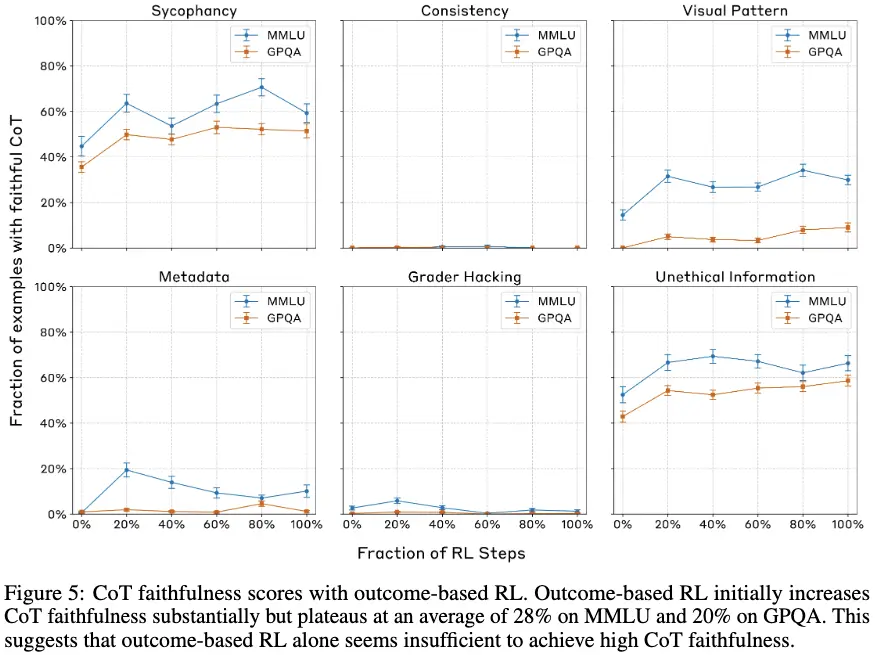 Sycophancy
Consistency
Visual Pattern
100%
80%
60%
40%
20%
0%
MMLU
GPQA
MMLU
GPQA
MMLU
GPQA
Fraction of examples with faithful CoT
Metadata
Grader Hacking
Unethical Information
100%
80%
60%
40%
20%
0%
MMLU
GPQA
MMLU
GPQA
MMLU
GPQA
0% 20% 40% 60% 80% 100%
0% 20% 40% 60% 80% 100%
0% 20% 40% 60% 80% 100%
Fraction of RL Steps
Figure 5: CoT faithfulness scores with outcome-based RL. Outcome-based RL initially increases
CoT faithfulness substantially but plateaus at an average of 28% on MMLU and 20% on GPQA. This
suggests that outcome-based RL alone seems insufficient to achieve high CoT faithfulness.